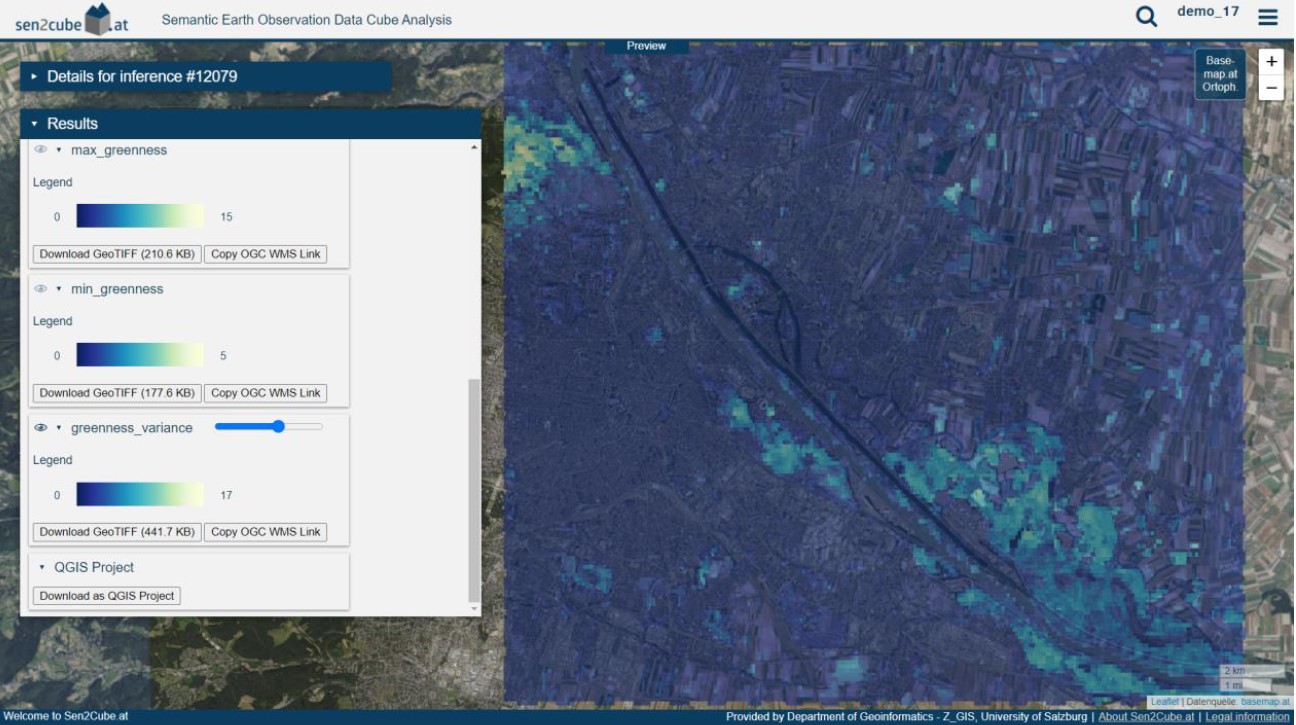 sen2cube.at
Semantic Earth Observation Data Cube Analysis
demo_17
Preview
Details for inference #12079
Results
max_greenness
Legend
0 15
Download GeoTIFF (210.6 KB) Copy OGC WMS Link
min_greenness
Legend
0 5
Download GeoTIFF (177.6 KB) Copy OGC WMS Link
greenness_variance
Legend
0 17
Download GeoTIFF (441.7 KB) Copy OGC WMS Link
QGIS Project
Download as QGIS Project
Base-
map.at
Ortoph.
+
−
2 km
1 mi
Leaflet | Datenquelle: basemap.at
Welcome to Sen2Cube.at
Provided by Department of Geoinformatics - Z_GIS, University of Salzburg | About Sen2Cube.at | Legal information